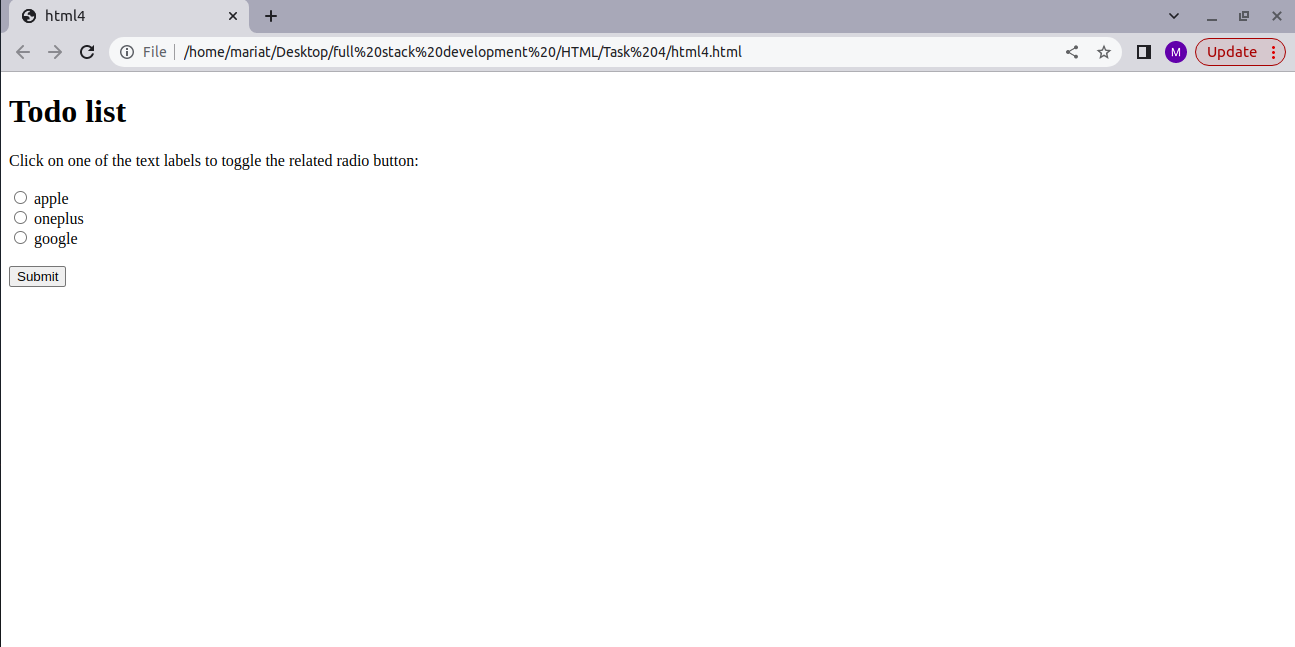 html4
File /home/mariat/Desktop/full%20stack%20development%20/HTML/Task%204/html4.html
M
Update
Todo list
Click on one of the text labels to toggle the related radio button:
apple
oneplus
google
Submit